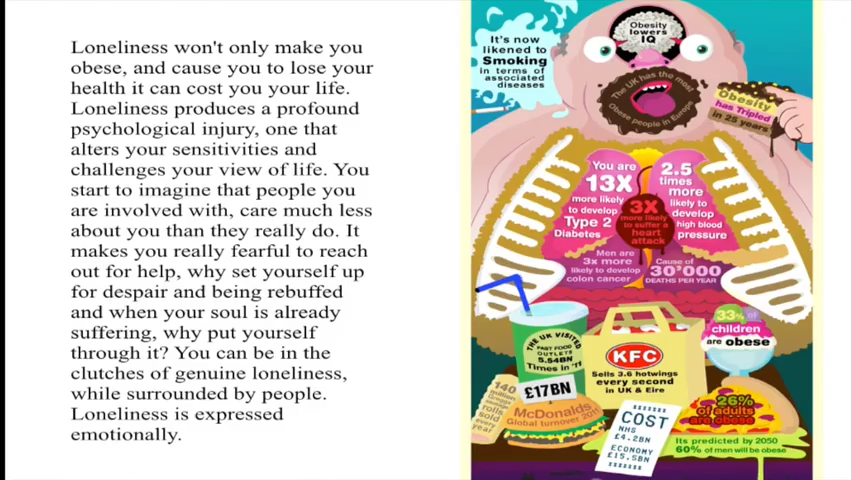 Loneliness won't only make you
obese, and cause you to lose your
health it can cost you your life.
Loneliness produces a profound
psychological injury, one that
alters your sensitivities and
challenges your view of life. You
start to imagine that people you
are involved with, care much less
about you than they really do. It
makes you really fearful to reach
out for help, why set yourself up
for despair and being rebuffed
and when your soul is already
suffering, why put yourself
through it? You can be in the
clutches of genuine loneliness,
while surrounded by people.
Loneliness is expressed
emotionally.
Obesity
lowers
IQ
It's now
likened to
Smoking
in terms of
associated
diseases
The UK has the most
Obese people in Europe
Obesity
has Tripled
in 25 years
You are
13X
more likely
to develop
Type 2
Diabetes
2.5
times
more
likely to
develop
high blood
pressure
3X
more likely
to suffer a
heart
attack
Men are
3x more
likely to develop
colon cancer
Cause of
30'000
DEATHS PER YEAR
33% of
children
are obese
THE UK VISITED
FAST FOOD
OUTLETS
5.54BN
Times in '11
KFC
Sells 3.6 hotwings
every second
in UK & Eire
£17BN
McDonalds
Global turnover 2011
140
million
Greggs
sausage
rolls
sold
every
year
COST
NHS
£4.2BN
ECONOMY
£15.5BN
26%
of adults
are obese
Its predicted by 2050
60% of men will be obese